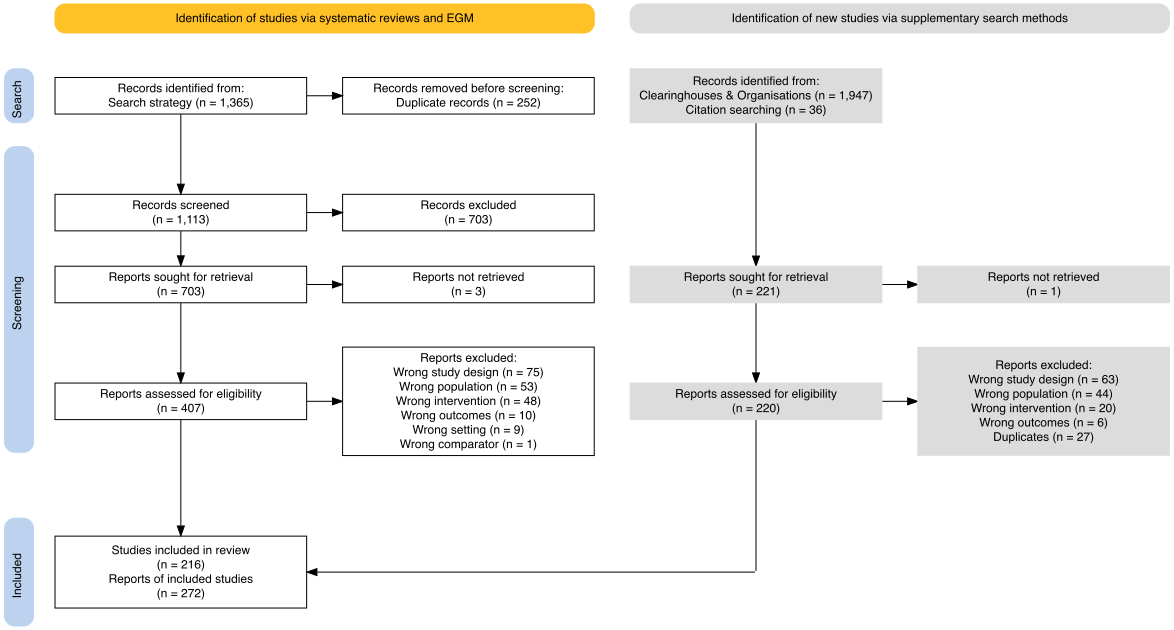 Identification of studies via systematic reviews and EGM
Identification of new studies via supplementary search methods
Search
Records identified from:
Search strategy (n = 1,365)
Records removed before screening:
Duplicate records (n = 252)
Records identified from:
Clearinghouses & Organisations (n = 1,947)
Citation searching (n = 36)
Screening
Records screened
(n = 1,113)
Records excluded
(n = 703)
Reports sought for retrieval
(n = 703)
Reports not retrieved
(n = 3)
Reports sought for retrieval
(n = 221)
Reports not retrieved
(n = 1)
Reports assessed for eligibility
(n = 407)
Reports excluded:
Wrong study design (n = 75)
Wrong population (n = 53)
Wrong intervention (n = 48)
Wrong outcomes (n = 10)
Wrong setting (n = 9)
Wrong comparator (n = 1)
Reports assessed for eligibility
(n = 220)
Reports excluded:
Wrong study design (n = 63)
Wrong population (n = 44)
Wrong intervention (n = 20)
Wrong outcomes (n = 6)
Duplicates (n = 27)
Included
Studies included in review
(n = 216)
Reports of included studies
(n = 272)